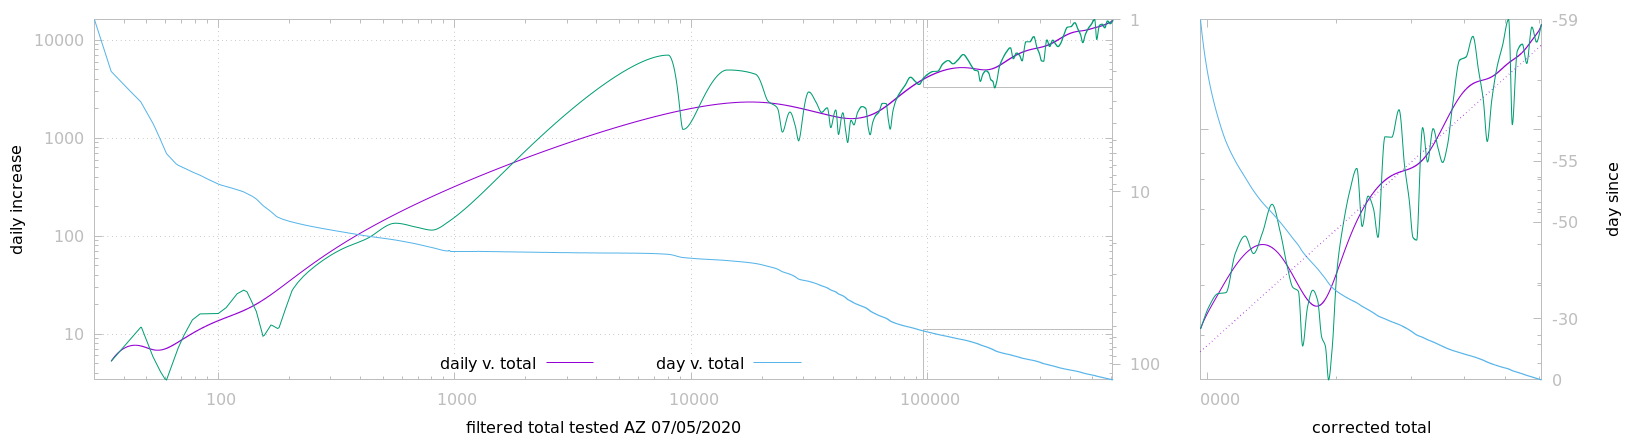 10000
1000
100
10
daily increase
daily v. total
day v. total
1
10
100
100
1000
10000
100000
filtered total tested AZ 07/05/2020
-59
-55
-50
-30
0
day since
0000
corrected total